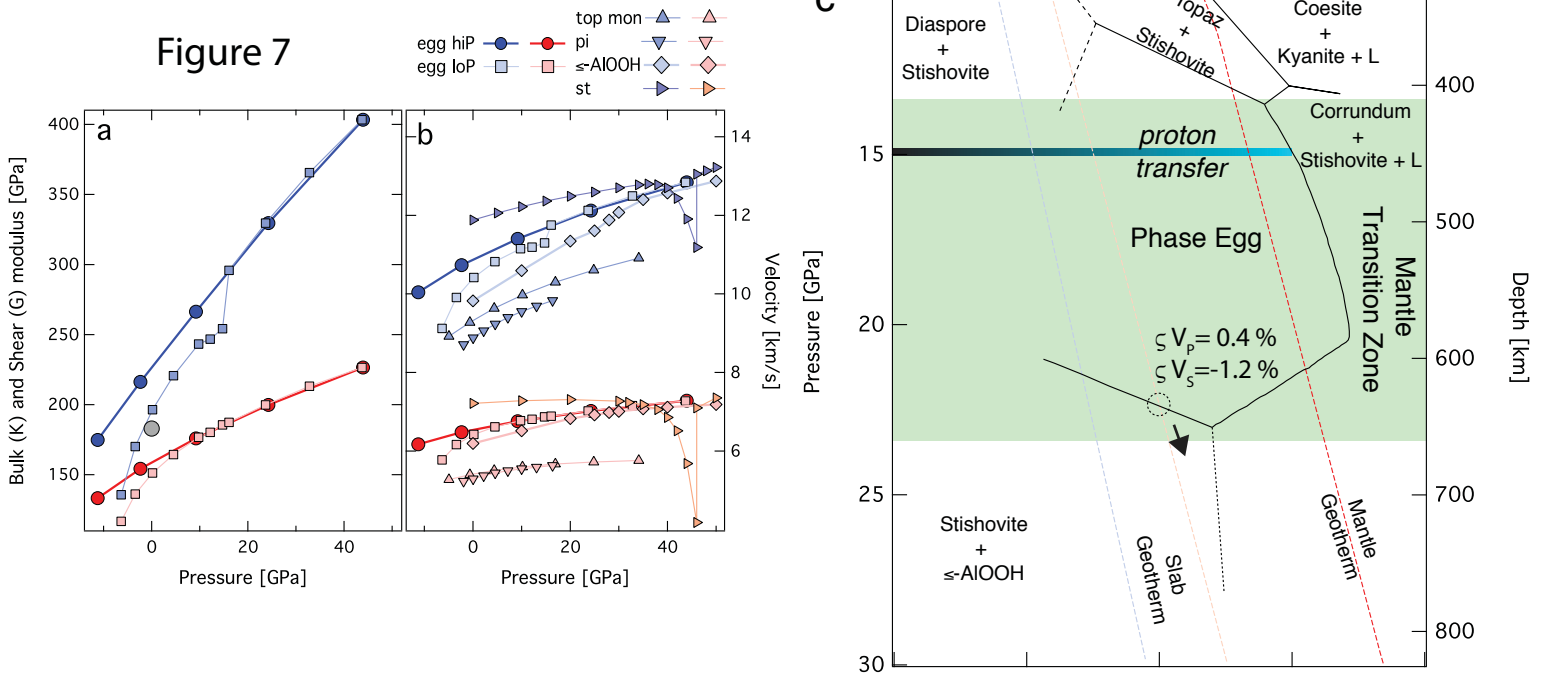 Figure 7
top mon
egg hiP
pi
egg loP
≤-AlOOH
st
a
400
350
300
250
200
150
Bulk (K) and Shear (G) modulus [GPa]
0
20
40
Pressure [GPa]
b
14
12
10
8
6
Velocity [km/s]
0
20
40
Pressure [GPa]
c
Diaspore
+
Stishovite
Topaz
+
Stishovite
Coesite
+
Kyanite + L
Corrundum
+
Stishovite + L
proton
transfer
Phase Egg
Mantle
Transition Zone
ςVP= 0.4 %
ςVS=-1.2 %
Stishovite
+
≤-AlOOH
Slab
Geotherm
Mantle
Geotherm
15
20
25
30
Pressure [GPa]
400
500
600
700
800
Depth [km]